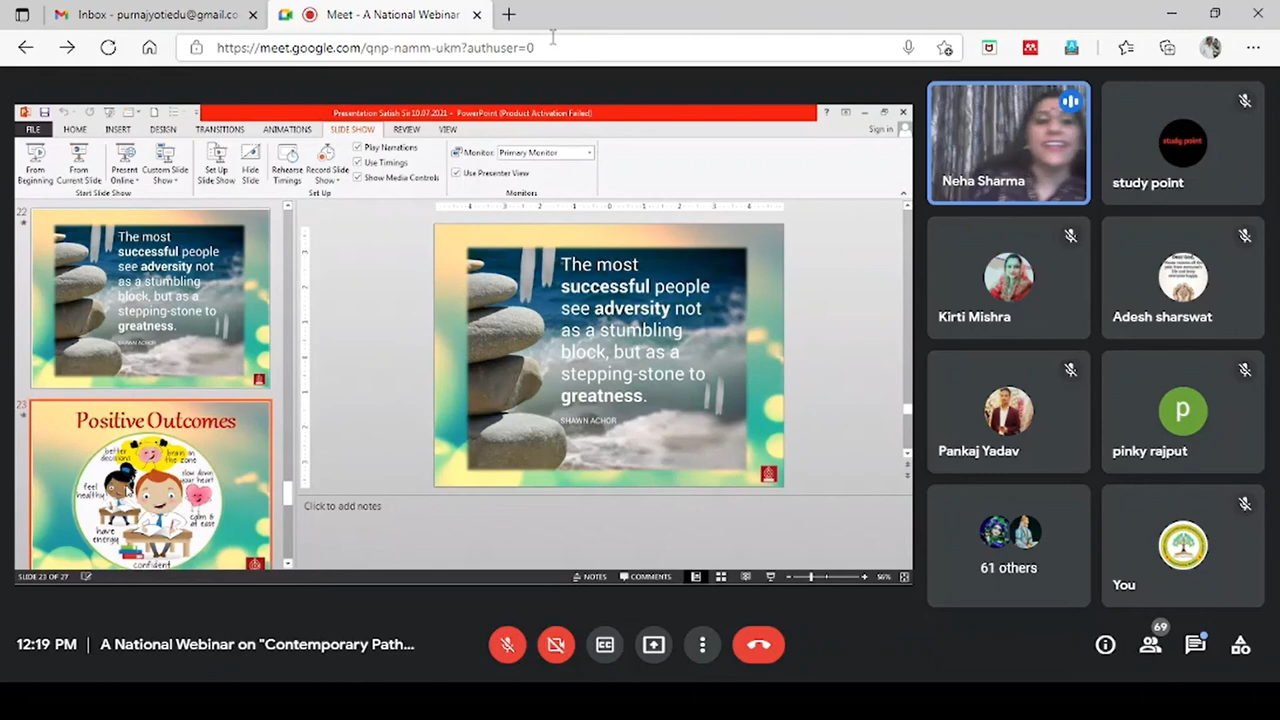 Inbox - purnajyotiedu@gmail.co
Meet - A National Webinar
https://meet.google.com/qnp-namm-ukm?authuser=0
Presentation Satish Sir 10.07.2021 - PowerPoint (Product Activation Failed)
FILE HOME INSERT DESIGN TRANSITIONS ANIMATIONS SLIDE SHOW REVIEW VIEW
Sign in
From Beginning
From Current Slide
Present Online
Custom Slide Show
Set Up Slide Show
Hide Slide
Rehearse Timings
Record Slide Show
Play Narrations
Use Timings
Show Media Controls
Monitor: Primary Monitor
Use Presenter View
Start Slide Show
Set Up
Monitors
22
The most
successful people
see adversity not
as a stumbling
block, but as a
stepping-stone to
greatness.
SHAWN ACHOR
23
Positive Outcomes
better decisions
brain in the zone
slow down your heart
feel healthy
calm & at ease
have energy
confident
The most
successful people
see adversity not
as a stumbling
block, but as a
stepping-stone to
greatness.
SHAWN ACHOR
Click to add notes
SLIDE 23 OF 27
NOTES
COMMENTS
56%
Neha Sharma
study point
study point
Kirti Mishra
Adesh sharswat
Pankaj Yadav
p
pinky rajput
61 others
You
12:19 PM | A National Webinar on "Contemporary Path...
CC
69